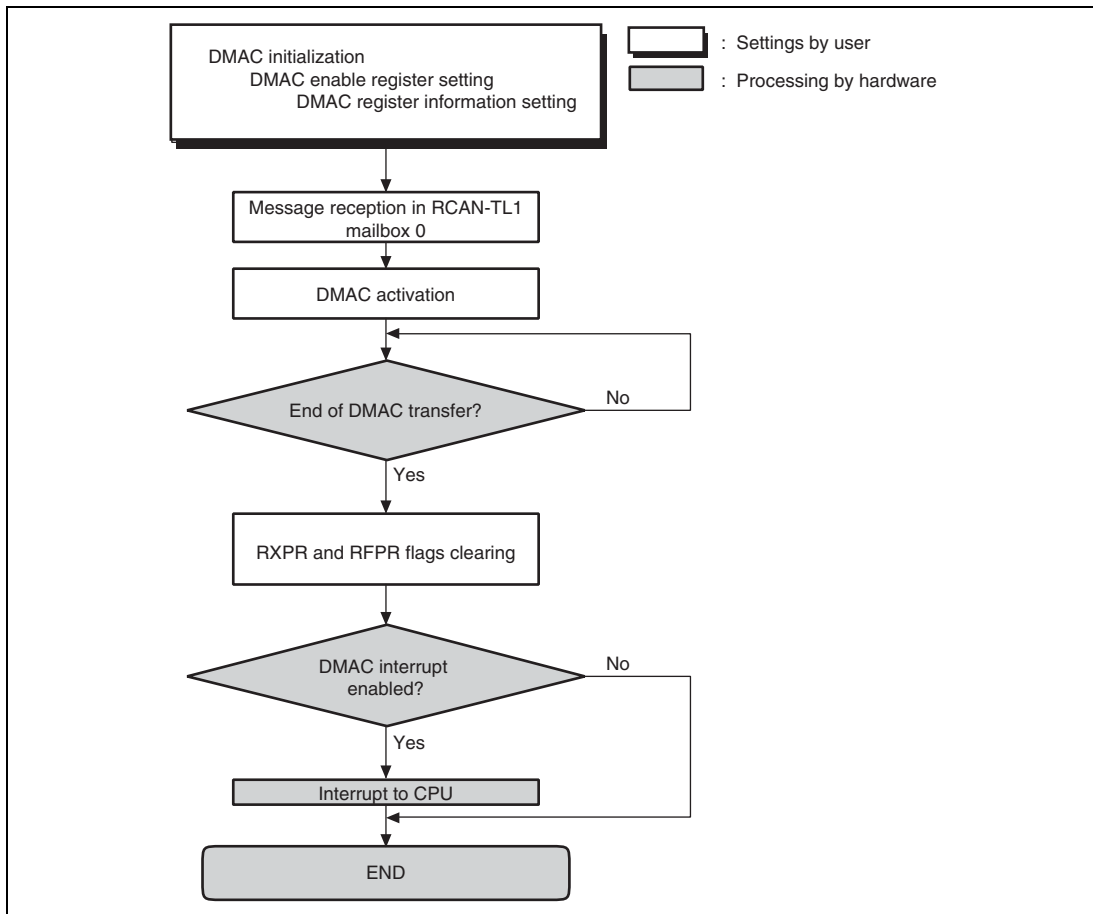 DMAC initialization
DMAC enable register setting
DMAC register information setting
: Settings by user
: Processing by hardware
Message reception in RCAN-TL1
mailbox 0
DMAC activation
End of DMAC transfer?
No
Yes
RXPR and RFPR flags clearing
DMAC interrupt
enabled?
No
Yes
Interrupt to CPU
END